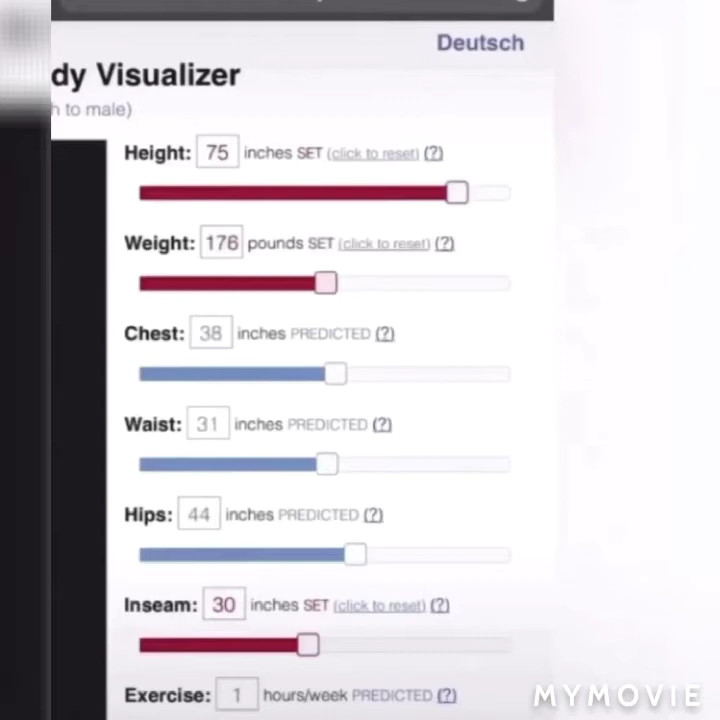 Deutsch
dy Visualizer
h to male)
Height: 75 inches SET (click to reset) (?)
Weight: 176 pounds SET (click to reset) (?)
Chest: 38 inches PREDICTED (?)
Waist: 31 inches PREDICTED (?)
Hips: 44 inches PREDICTED (?)
Inseam: 30 inches SET (click to reset) (?)
Exercise: 1 hours/week PREDICTED (?)
MYMOVIE